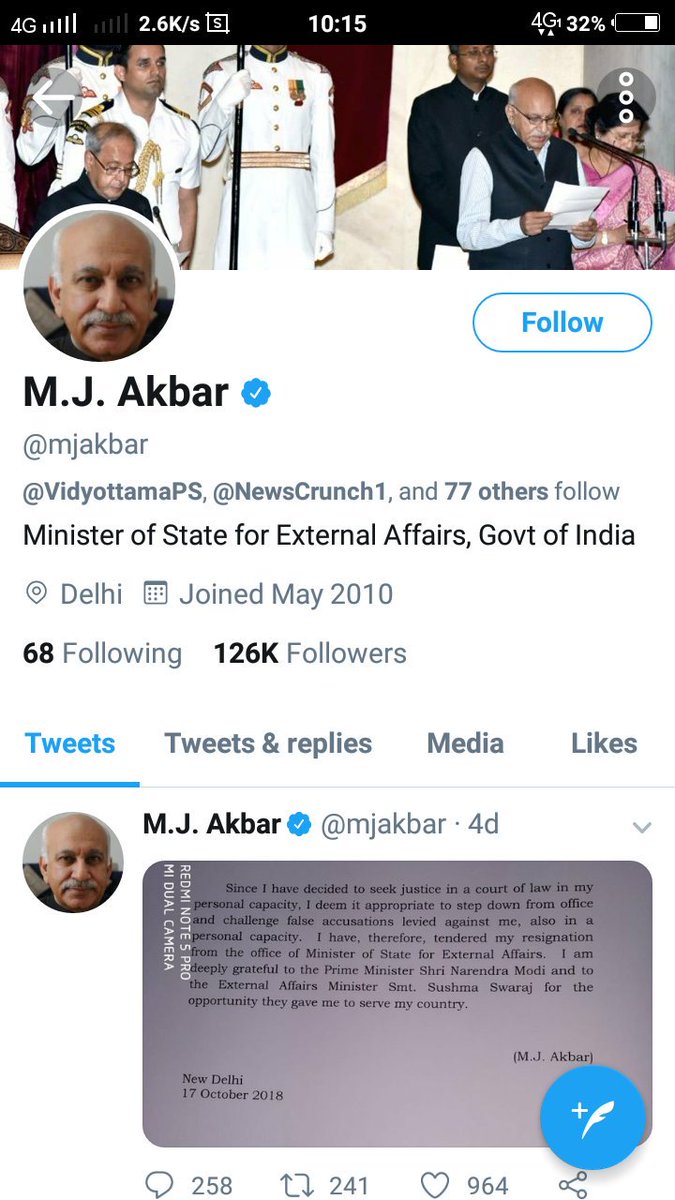 4G 2.6K/s S 10:15 4G 32%
Follow
M.J. Akbar
@mjakbar
@VidyottamaPS, @NewsCrunch1, and 77 others follow
Minister of State for External Affairs, Govt of India
Delhi Joined May 2010
68 Following 126K Followers
Tweets Tweets & replies Media Likes
M.J. Akbar @mjakbar · 4d
REDMI NOTE 5 PRO
MI DUAL CAMERA
Since I have decided to seek justice in a court of law in my
personal capacity, I deem it appropriate to step down from office
and challenge false accusations levied against me, also in a
personal capacity. I have, therefore, tendered my resignation
from the office of Minister of State for External Affairs. I am
deeply grateful to the Prime Minister Shri Narendra Modi and to
the External Affairs Minister Smt. Sushma Swaraj for the
opportunity they gave me to serve my country.
(M.J. Akbar)
New Delhi
17 October 2018
258 241 964